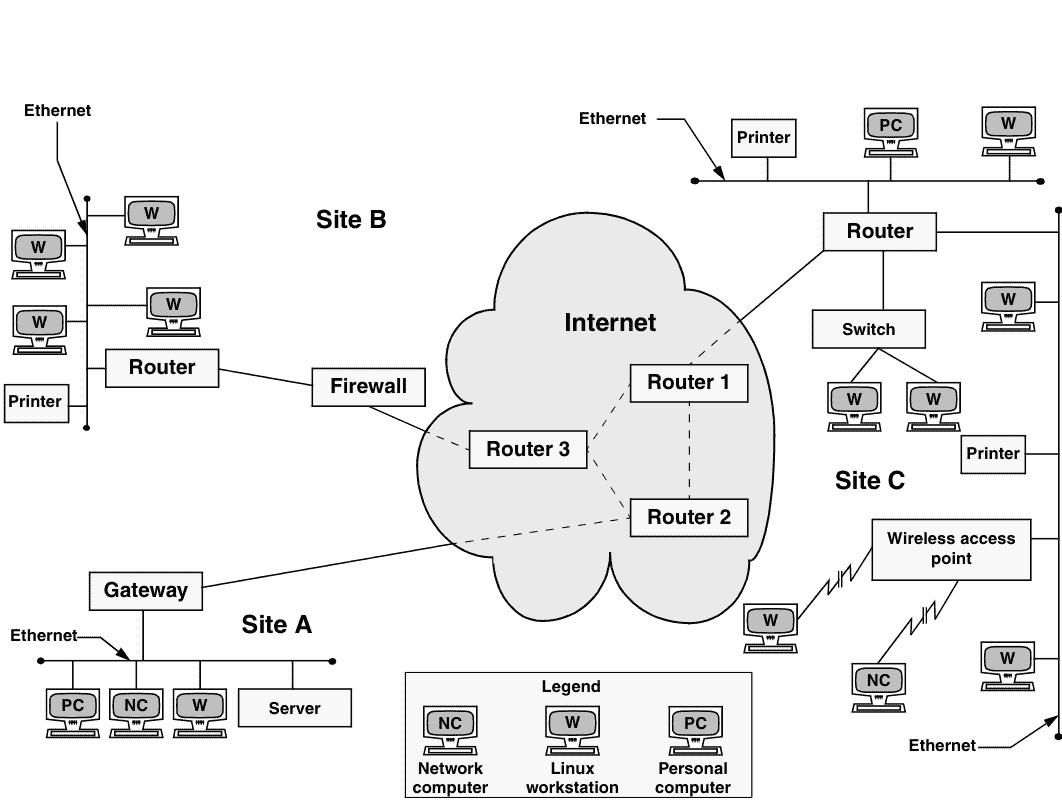 Ethernet
Ethernet
Printer
PC
W
W
Site B
W
Router
W
Internet
W
W
Switch
Router
Firewall
Router 1
W
W
Printer
Router 3
Printer
Site C
Router 2
Wireless access
point
Gateway
Site A
W
Ethernet
W
NC
PC
NC
W
Server
Legend
NC
W
PC
Ethernet
Network
computer
Linux
workstation
Personal
computer